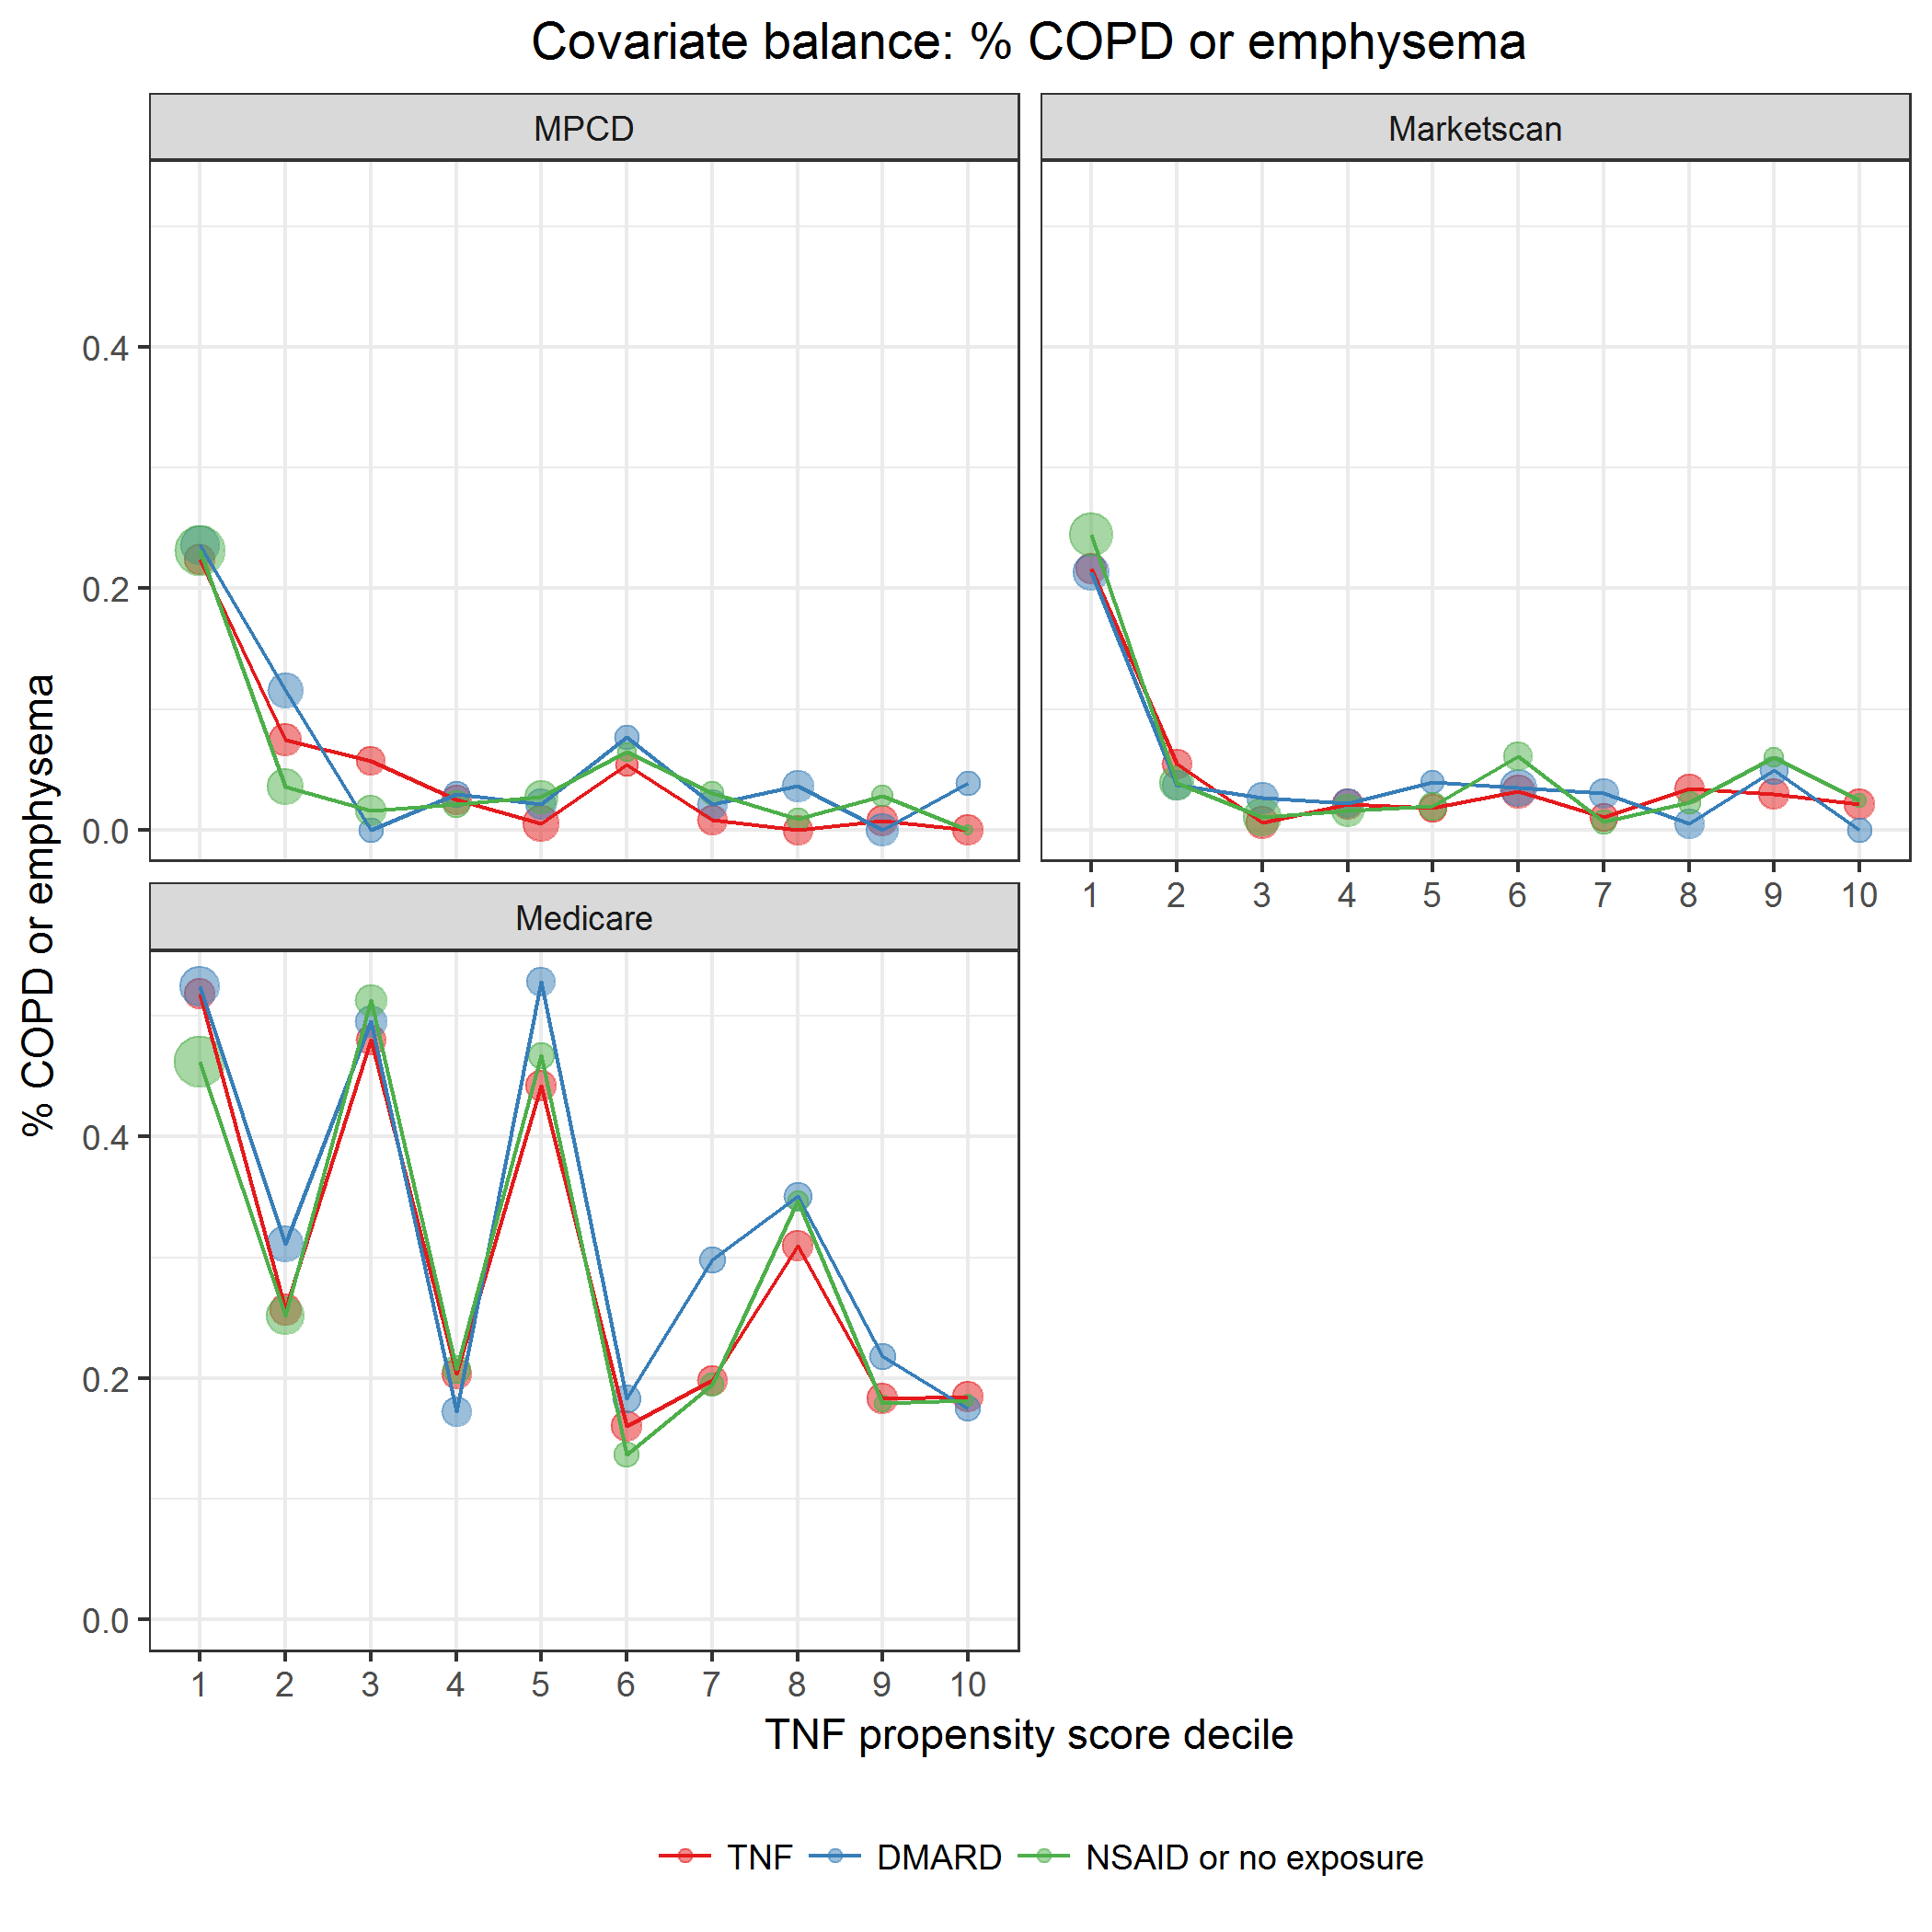 Covariate balance: % COPD or emphysema
MPCD
Marketscan
% COPD or emphysema
0.4
0.2
0.0
1 2 3 4 5 6 7 8 9 10
Medicare
0.4
0.2
0.0
1 2 3 4 5 6 7 8 9 10
TNF propensity score decile
TNF DMARD NSAID or no exposure